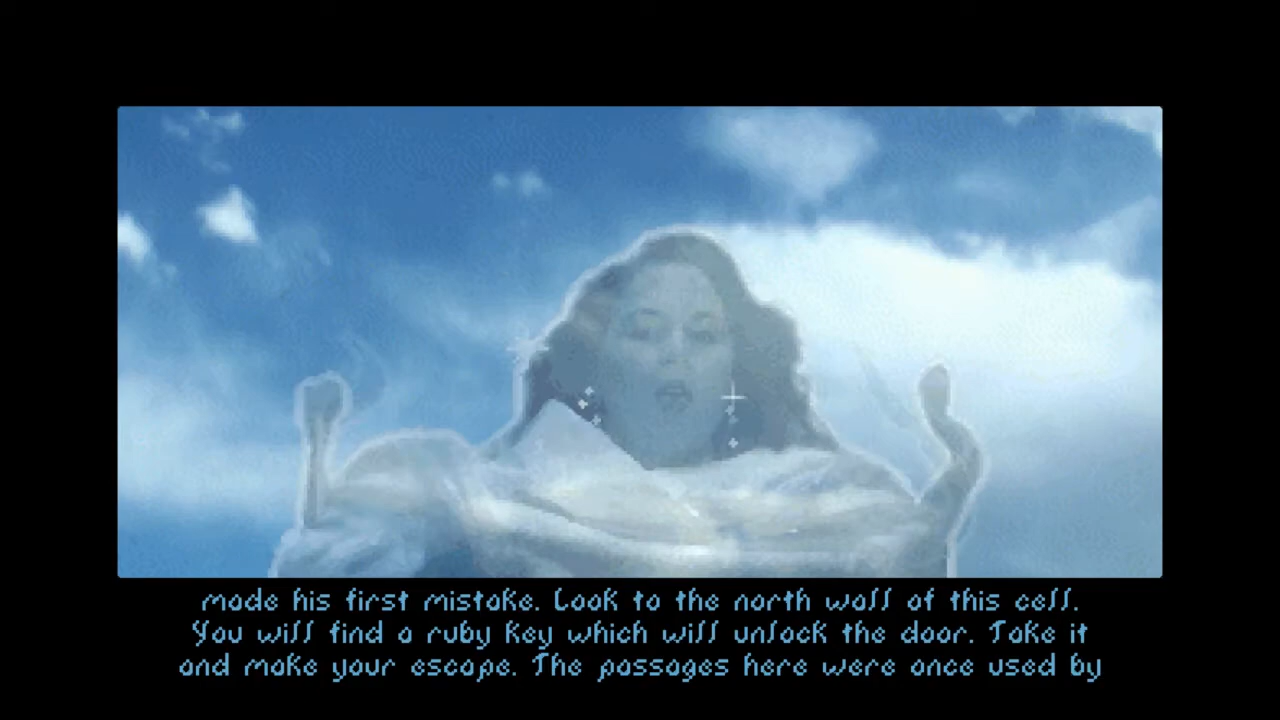 made his first mistake. Look to the north wall of this cell.
You will find a ruby key which will unlock the door. Take it
and make your escape. The passages here were once used by